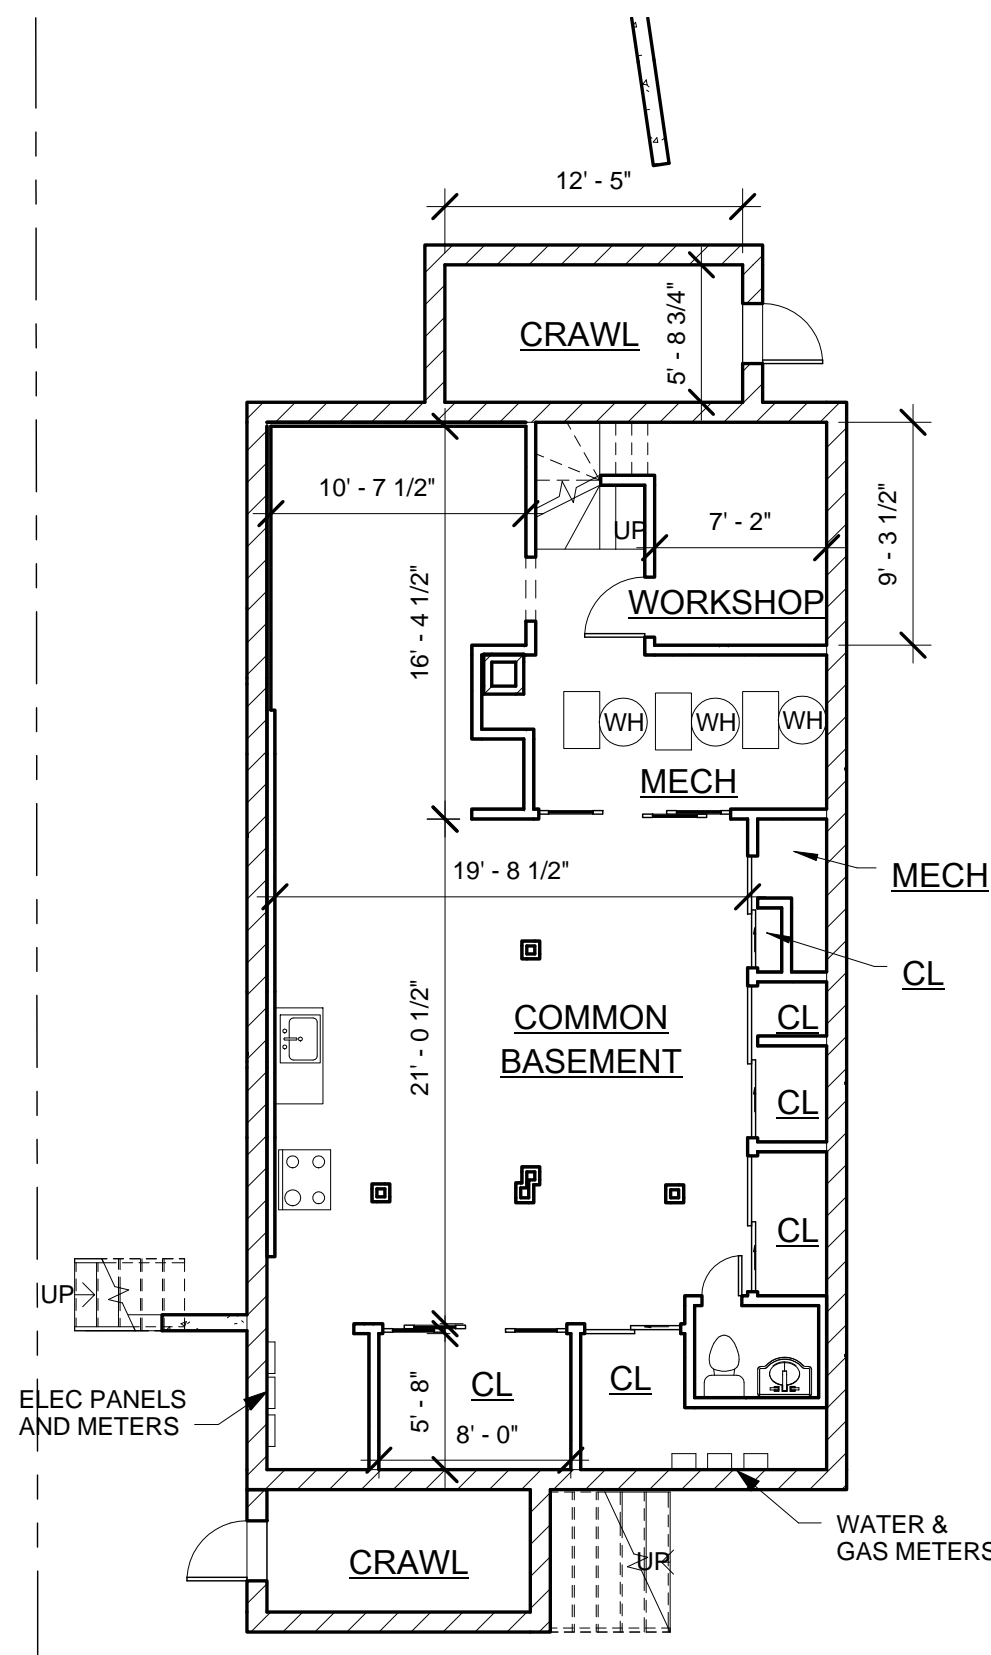 12' - 5"
CRAWL
5' - 8 3/4"
10' - 7 1/2"
UP
7' - 2"
9' - 3 1/2"
16' - 4 1/2"
WORKSHOP
WH
WH
WH
MECH
19' - 8 1/2"
MECH
CL
21' - 0 1/2"
COMMON
BASEMENT
CL
CL
CL
UP
ELEC PANELS
AND METERS
5' - 8"
CL
CL
8' - 0"
WATER &
GAS METERS
CRAWL
UP